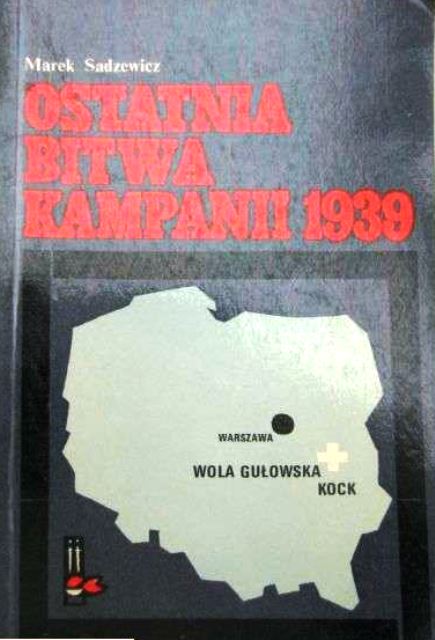 Marek Sadzewicz
OSTATNIA
BITWA
KAMPANII 1939
WARSZAWA
WOLA GUŁOWSKA
KOCK